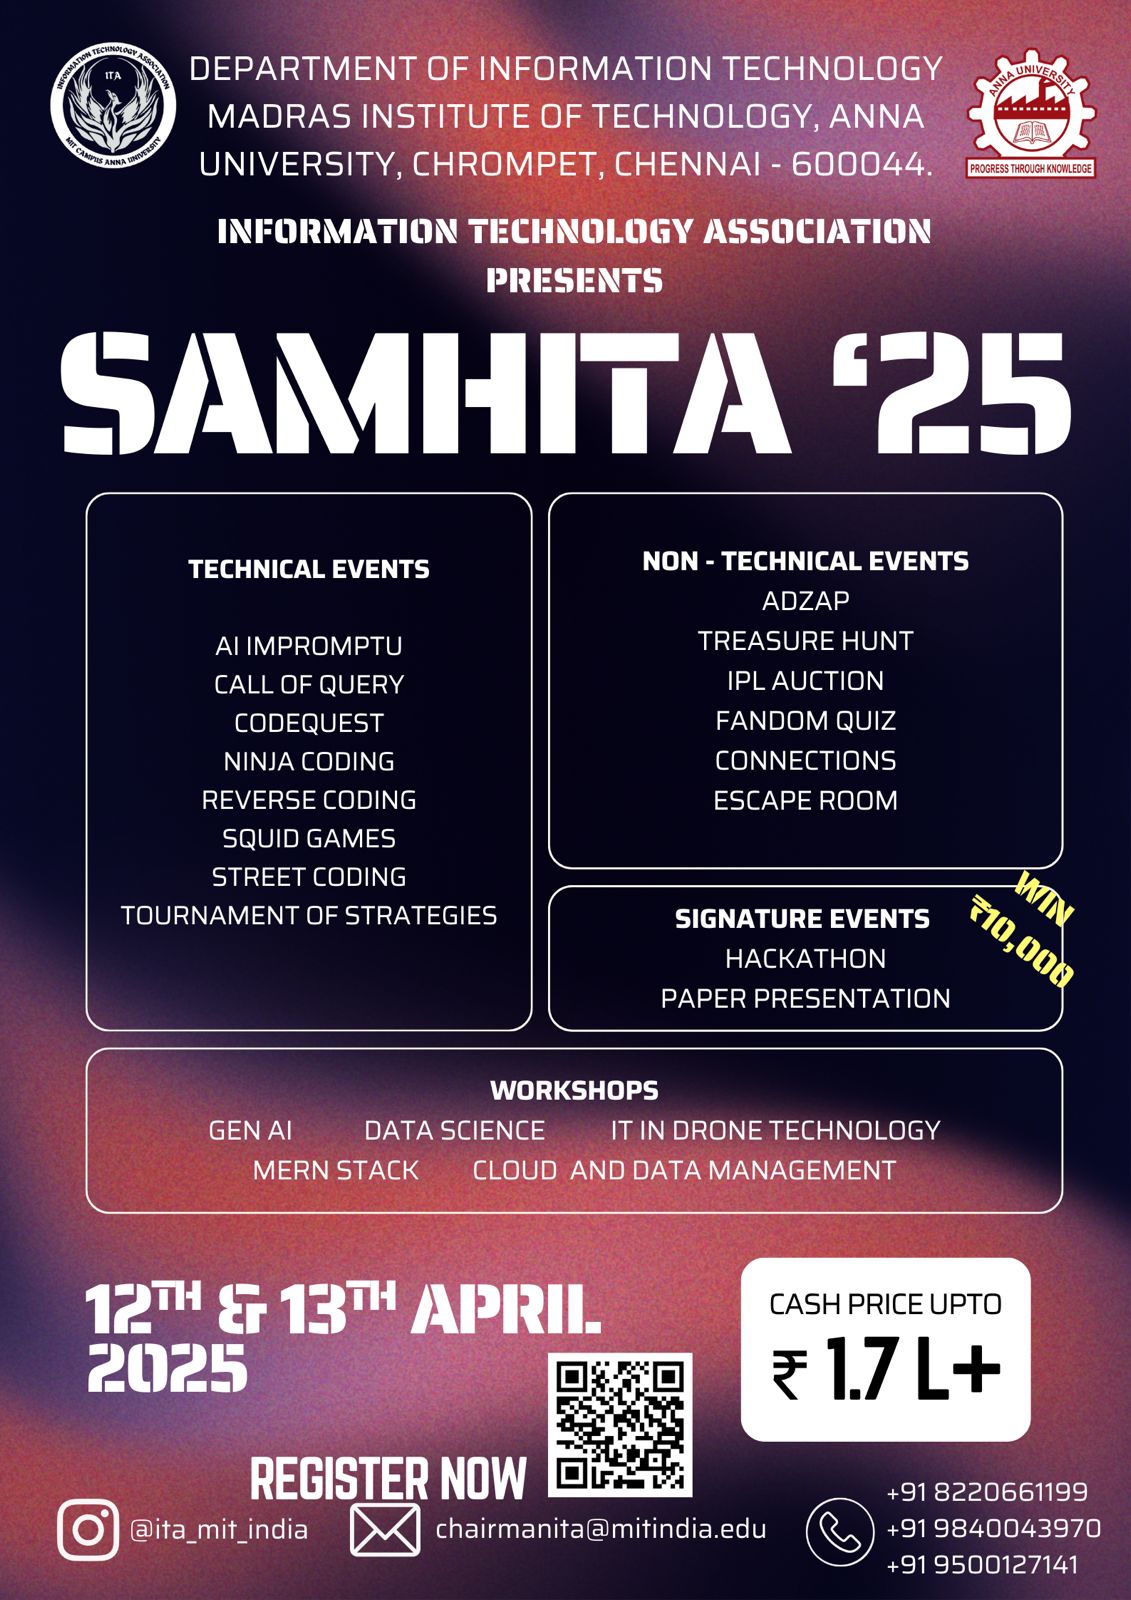 INFORMATION TECHNOLOGY ASSOCIATION
ITA
MIT CAMPUS ANNA UNIVERSITY
DEPARTMENT OF INFORMATION TECHNOLOGY
MADRAS INSTITUTE OF TECHNOLOGY, ANNA
UNIVERSITY, CHROMPET, CHENNAI - 600044.
ANNA UNIVERSITY
PROGRESS THROUGH KNOWLEDGE
INFORMATION TECHNOLOGY ASSOCIATION
PRESENTS
SAMHITA ‘25
TECHNICAL EVENTS
AI IMPROMPTU
CALL OF QUERY
CODEQUEST
NINJA CODING
REVERSE CODING
SQUID GAMES
STREET CODING
TOURNAMENT OF STRATEGIES
NON - TECHNICAL EVENTS
ADZAP
TREASURE HUNT
IPL AUCTION
FANDOM QUIZ
CONNECTIONS
ESCAPE ROOM
SIGNATURE EVENTS
HACKATHON
PAPER PRESENTATION
WIN
₹10,000
WORKSHOPS
GEN AI DATA SCIENCE IT IN DRONE TECHNOLOGY
MERN STACK CLOUD AND DATA MANAGEMENT
12TH & 13TH APRIL
2025
CASH PRICE UPTO
₹ 1.7 L+
REGISTER NOW
@ita_mit_india
chairmanita@mitindia.edu
+91 8220661199
+91 9840043970
+91 9500127141